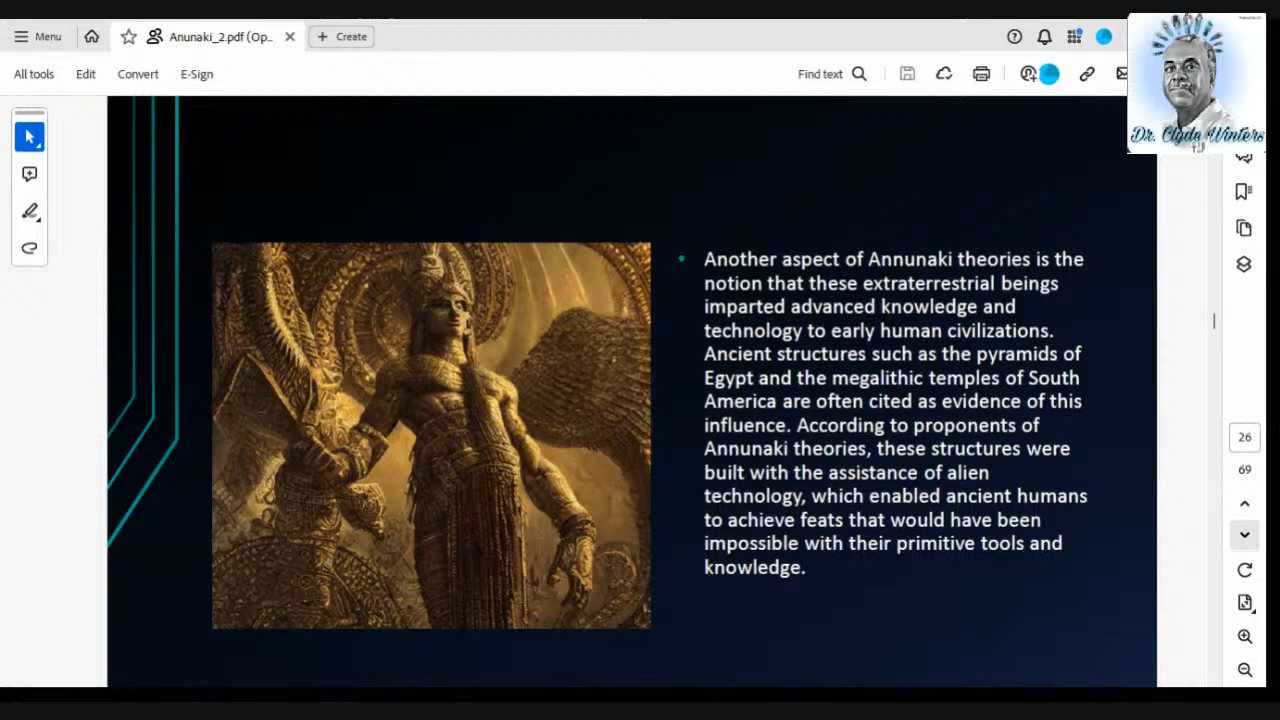 Menu
Anunaki_2.pdf (Op...
Create
All tools
Edit
Convert
E-Sign
Find text
Dr. Clyde Winters
Another aspect of Annunaki theories is the
notion that these extraterrestrial beings
imparted advanced knowledge and
technology to early human civilizations.
Ancient structures such as the pyramids of
Egypt and the megalithic temples of South
America are often cited as evidence of this
influence. According to proponents of
Annunaki theories, these structures were
built with the assistance of alien
technology, which enabled ancient humans
to achieve feats that would have been
impossible with their primitive tools and
knowledge.
26
69